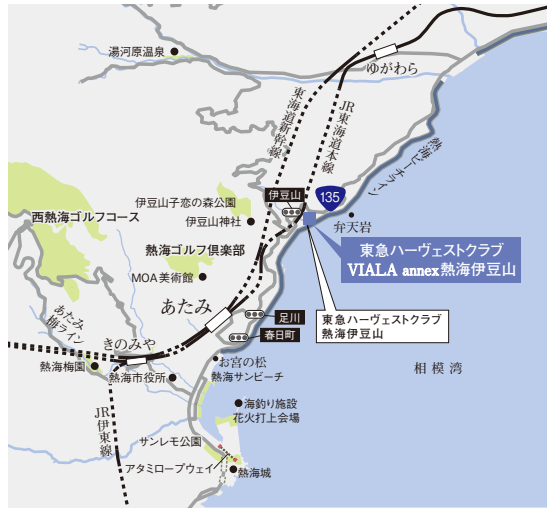 湯河原温泉
ゆがわら
東海道新幹線
JR東海道本線
熱海ビーチライン
伊豆山
135
伊豆山子恋の森公園
伊豆山神社
弁天岩
西熱海ゴルフコース
熱海ゴルフ倶楽部
MOA美術館
東急ハーヴェストクラブ
VIALA annex熱海伊豆山
東急ハーヴェストクラブ
熱海伊豆山
あたみ
梅ライン
あたみ
足川
春日町
きのみや
お宮の松
熱海サンビーチ
熱海梅園
熱海市役所
相模湾
JR伊東線
海釣り施設
花火打上会場
サンレモ公園
アタミロープウェイ
熱海城